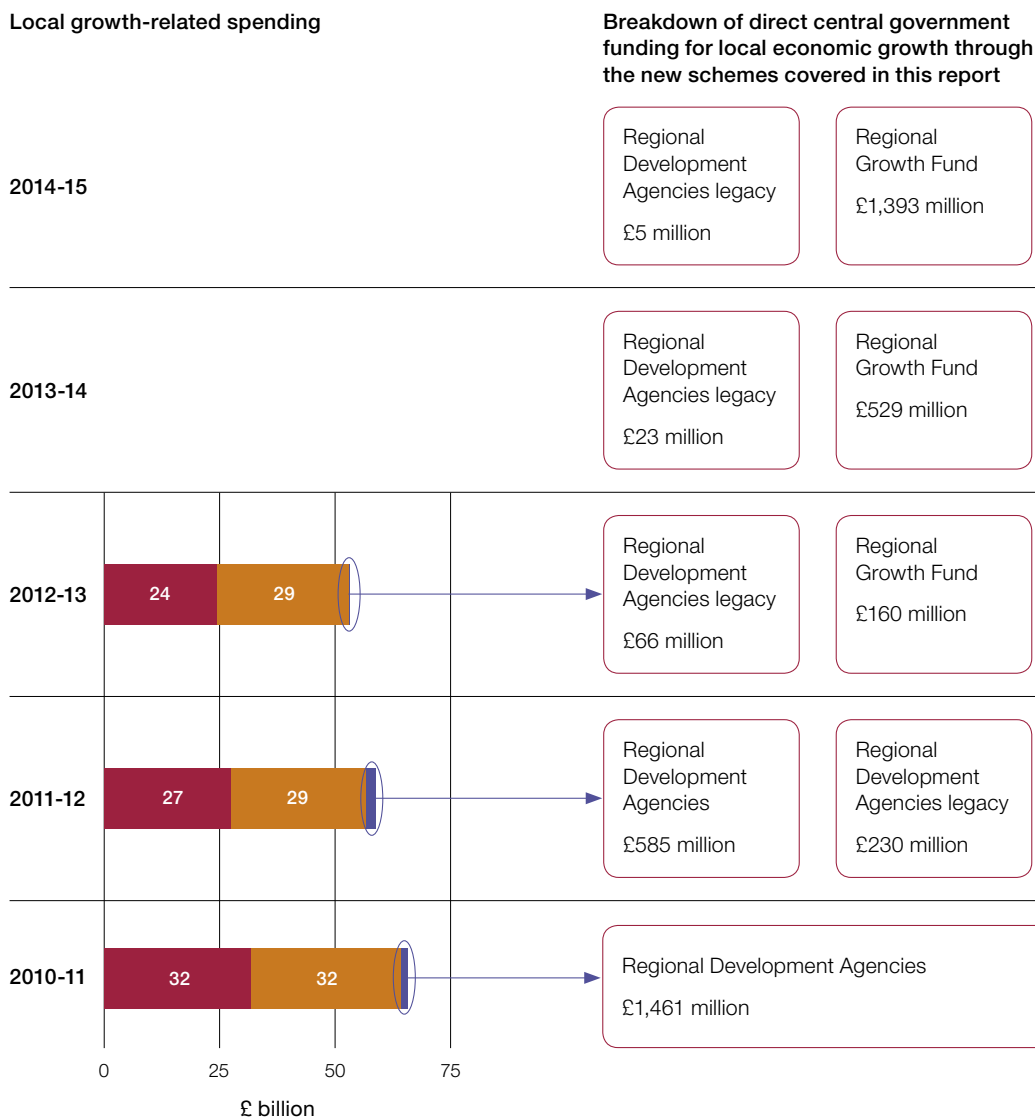 Local growth-related spending
Breakdown of direct central government
funding for local economic growth through
the new schemes covered in this report
2014-15
Regional
Development
Agencies legacy
£5 million
Regional
Growth Fund
£1,393 million
2013-14
Regional
Development
Agencies legacy
£23 million
Regional
Growth Fund
£529 million
2012-13
24
29
Regional
Development
Agencies legacy
£66 million
Regional
Growth Fund
£160 million
2011-12
27
29
Regional
Development
Agencies
£585 million
Regional
Development
Agencies legacy
£230 million
2010-11
32
32
Regional Development Agencies
£1,461 million
0
25
50
75
£ billion